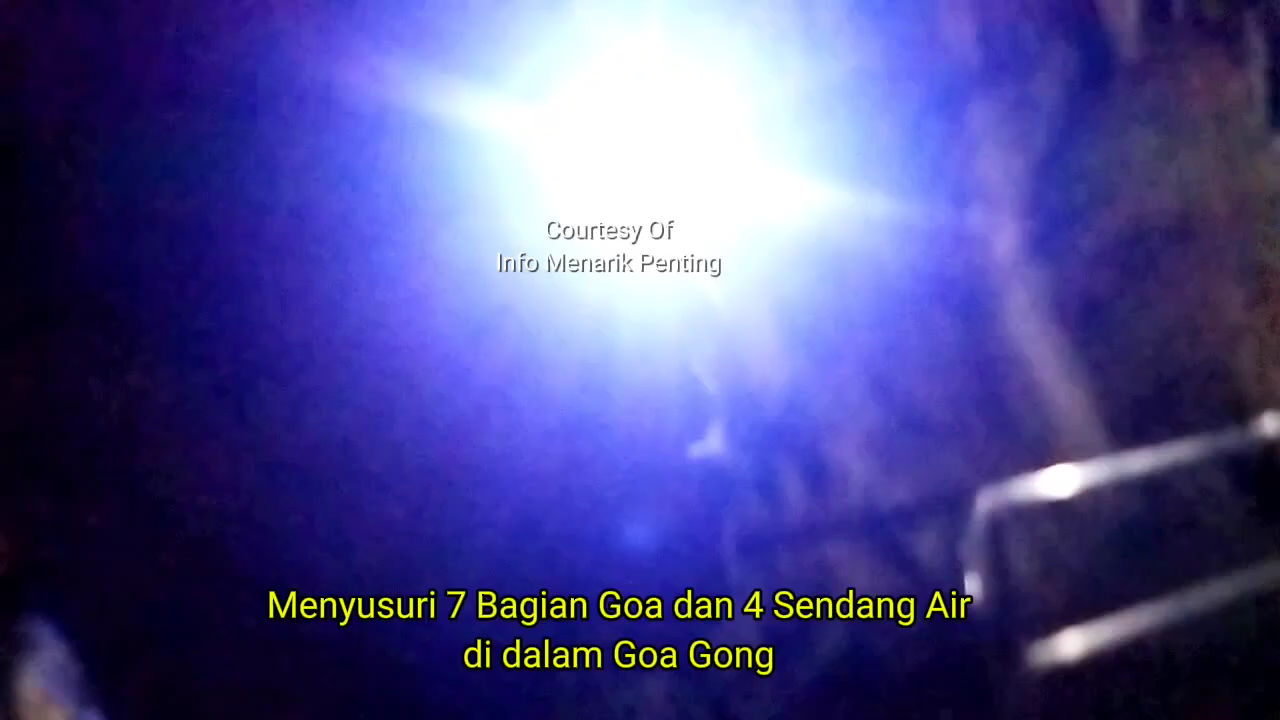 Courtesy Of
Info Menarik Penting
Menyusuri 7 Bagian Goa dan 4 Sendang Air
di dalam Goa Gong